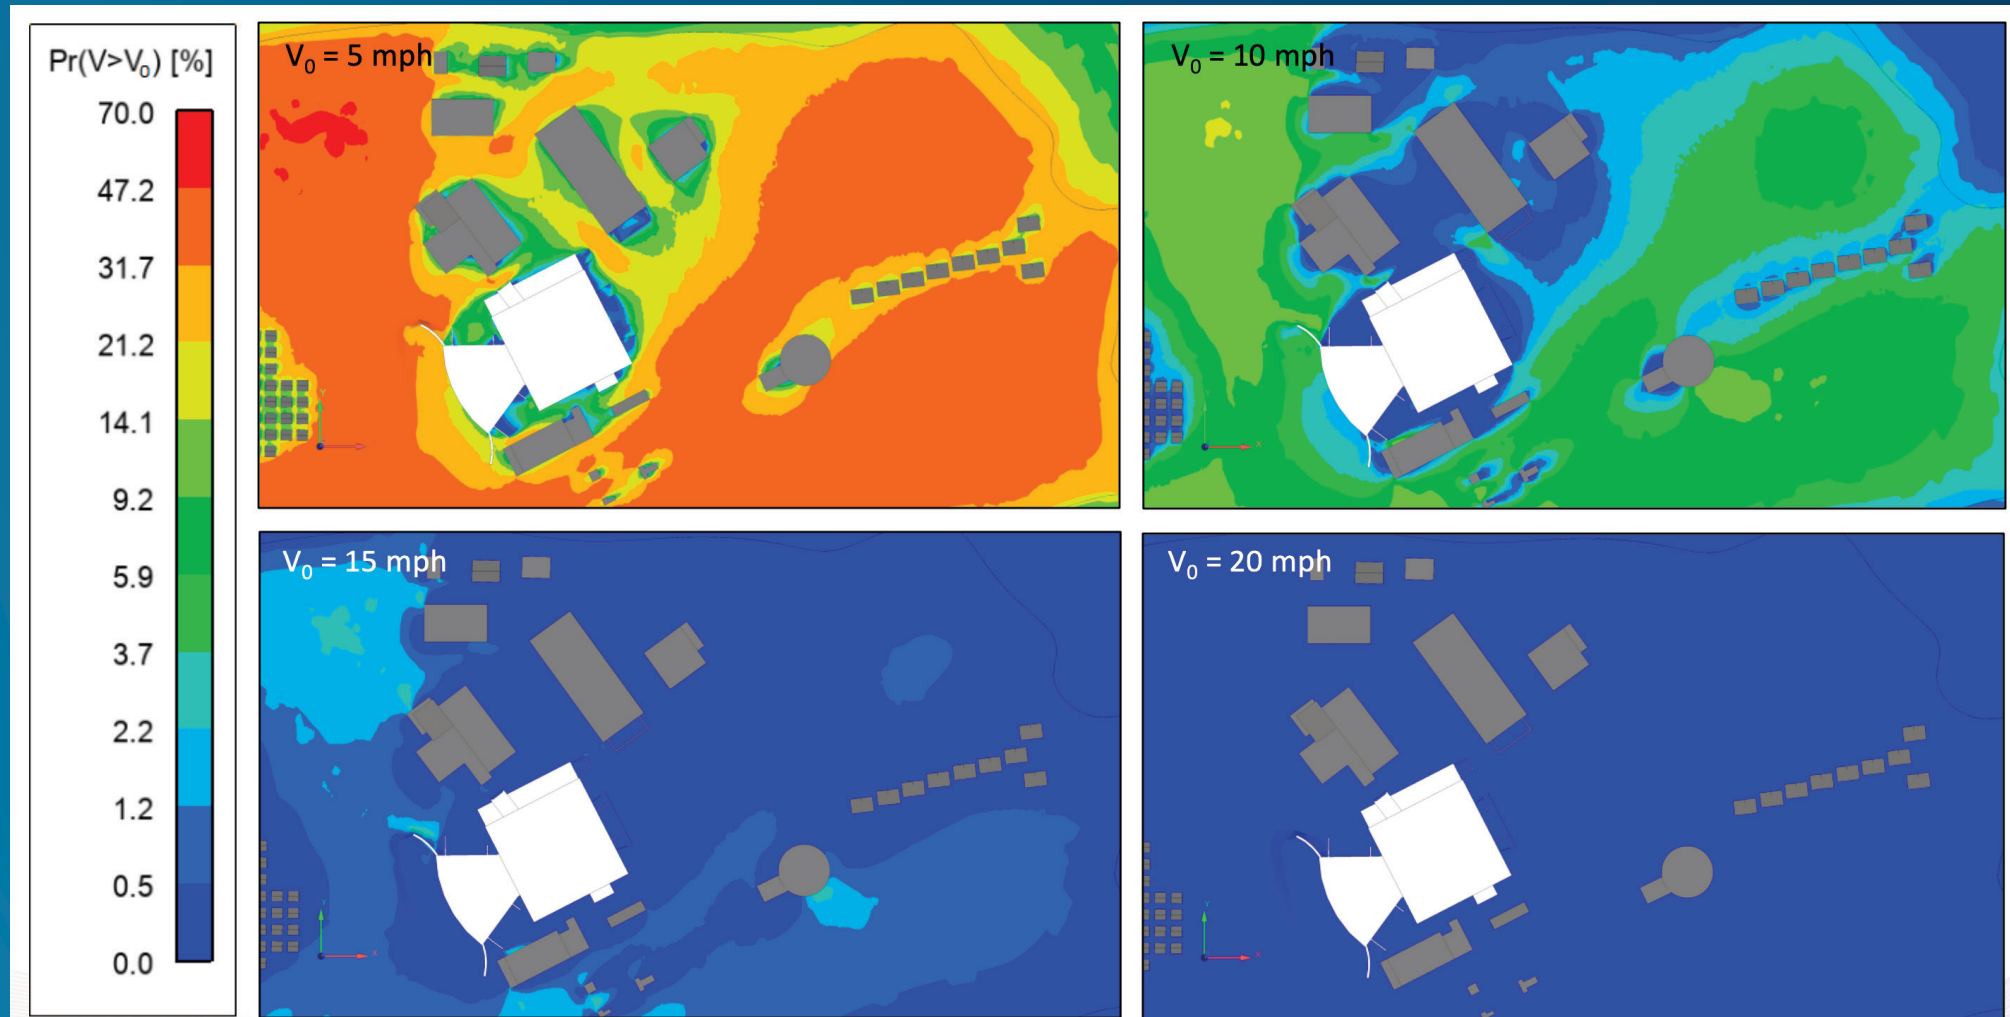 Pr(V>V₀) [%]
70.0
47.2
31.7
21.2
14.1
9.2
5.9
3.7
2.2
1.2
0.5
0.0
V₀ = 5 mph
V₀ = 10 mph
V₀ = 15 mph
V₀ = 20 mph
Y
X
Y
X
Y
X